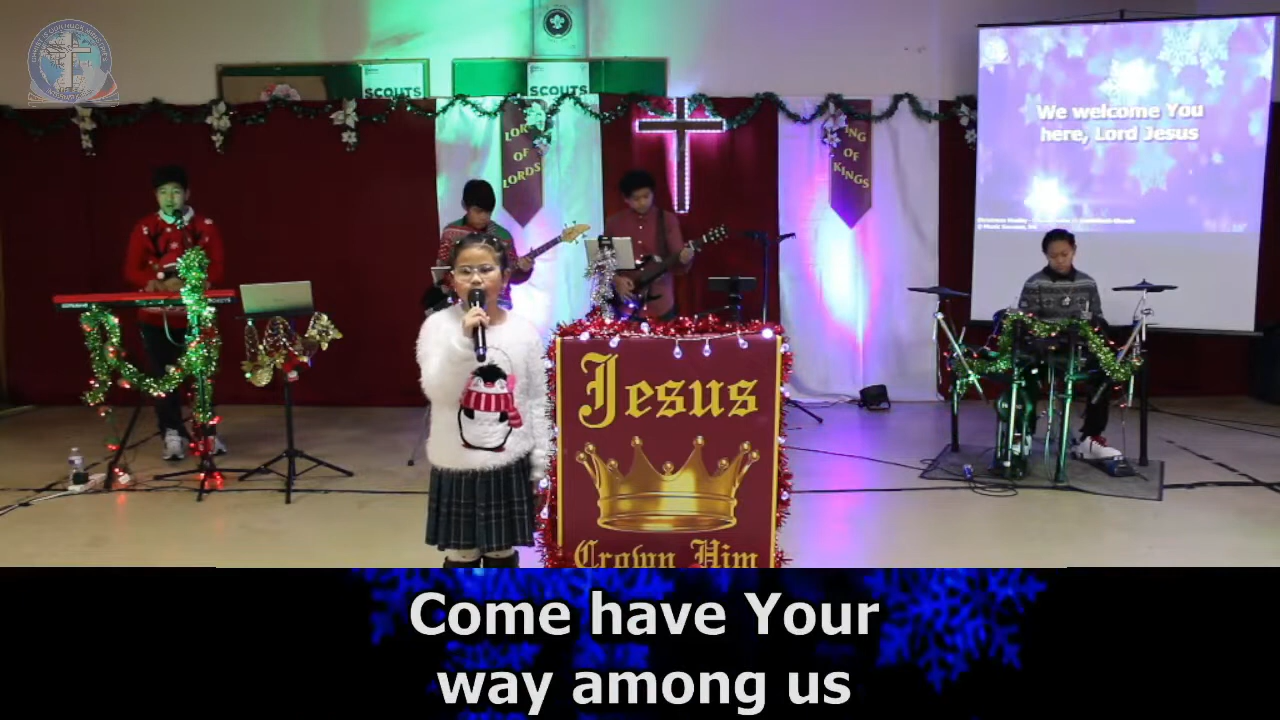 SCOUTS
SCOUTS
LORD
OF
LORDS
KING
OF
KINGS
We welcome You
here, Lord Jesus
Jesus
Crown Him
Come have Your
way among us